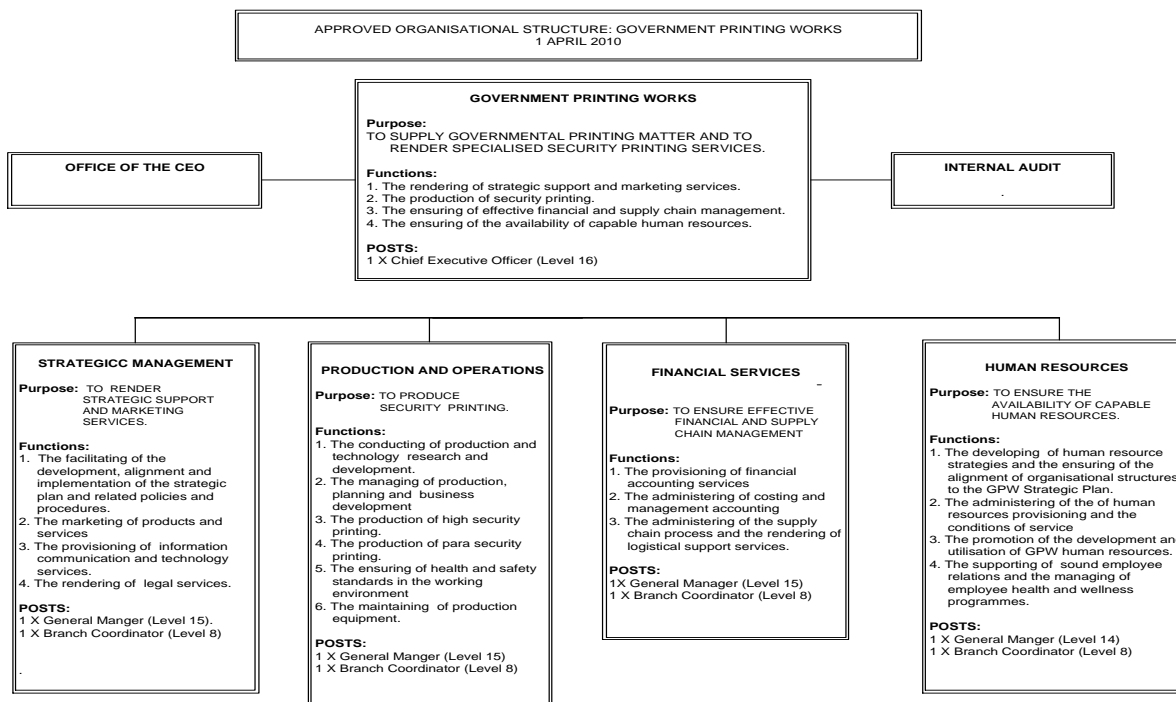 APPROVED ORGANISATIONAL STRUCTURE: GOVERNMENT PRINTING WORKS
1 APRIL 2010
GOVERNMENT PRINTING WORKS
Purpose:
TO SUPPLY GOVERNMENTAL PRINTING MATTER AND TO
RENDER SPECIALISED SECURITY PRINTING SERVICES.
Functions:
1. The rendering of strategic support and marketing services.
2. The production of security printing.
3. The ensuring of effective financial and supply chain management.
4. The ensuring of the availability of capable human resources.
POSTS:
1 X Chief Executive Officer (Level 16)
OFFICE OF THE CEO
INTERNAL AUDIT
.
STRATEGICC MANAGEMENT
Purpose: TO RENDER
STRATEGIC SUPPORT
AND MARKETING
SERVICES.
Functions:
1. The facilitating of the
development, alignment and
implementation of the strategic
plan and related policies and
procedures.
2. The marketing of products and
services
3. The provisioning of information
communication and technology
services.
4. The rendering of legal services.
POSTS:
1 X General Manger (Level 15).
1 X Branch Coordinator (Level 8)
.
PRODUCTION AND OPERATIONS
Purpose: TO PRODUCE
SECURITY PRINTING.
Functions:
1. The conducting of production and
technology research and
development.
2. The managing of production,
planning and business
development
3. The production of high security
printing.
4. The production of para security
printing.
5. The ensuring of health and safety
standards in the working
environment
6. The maintaining of production
equipment.
POSTS:
1 X General Manger (Level 15)
1 X Branch Coordinator (Level 8)
FINANCIAL SERVICES
-
Purpose: TO ENSURE EFFECTIVE
FINANCIAL AND SUPPLY
CHAIN MANAGEMENT
Functions:
1. The provisioning of financial
accounting services
2. The administering of costing and
management accounting
3. The administering of the supply
chain process and the rendering of
logistical support services.
POSTS:
1X General Manager (Level 15)
1 X Branch Coordinator (Level 8)
HUMAN RESOURCES
Purpose: TO ENSURE THE
AVAILABILITY OF CAPABLE
HUMAN RESOURCES.
Functions:
1. The developing of human resource
strategies and the ensuring of the
alignment of organisational structures
to the GPW Strategic Plan.
2. The administering of the of human
resources provisioning and the
conditions of service
3. The promotion of the development an
utilisation of GPW human resources.
4. The supporting of sound employee
relations and the managing of
employee health and wellness
programmes.
POSTS:
1 X General Manger (Level 14)
1 X Branch Coordinator (Level 8)